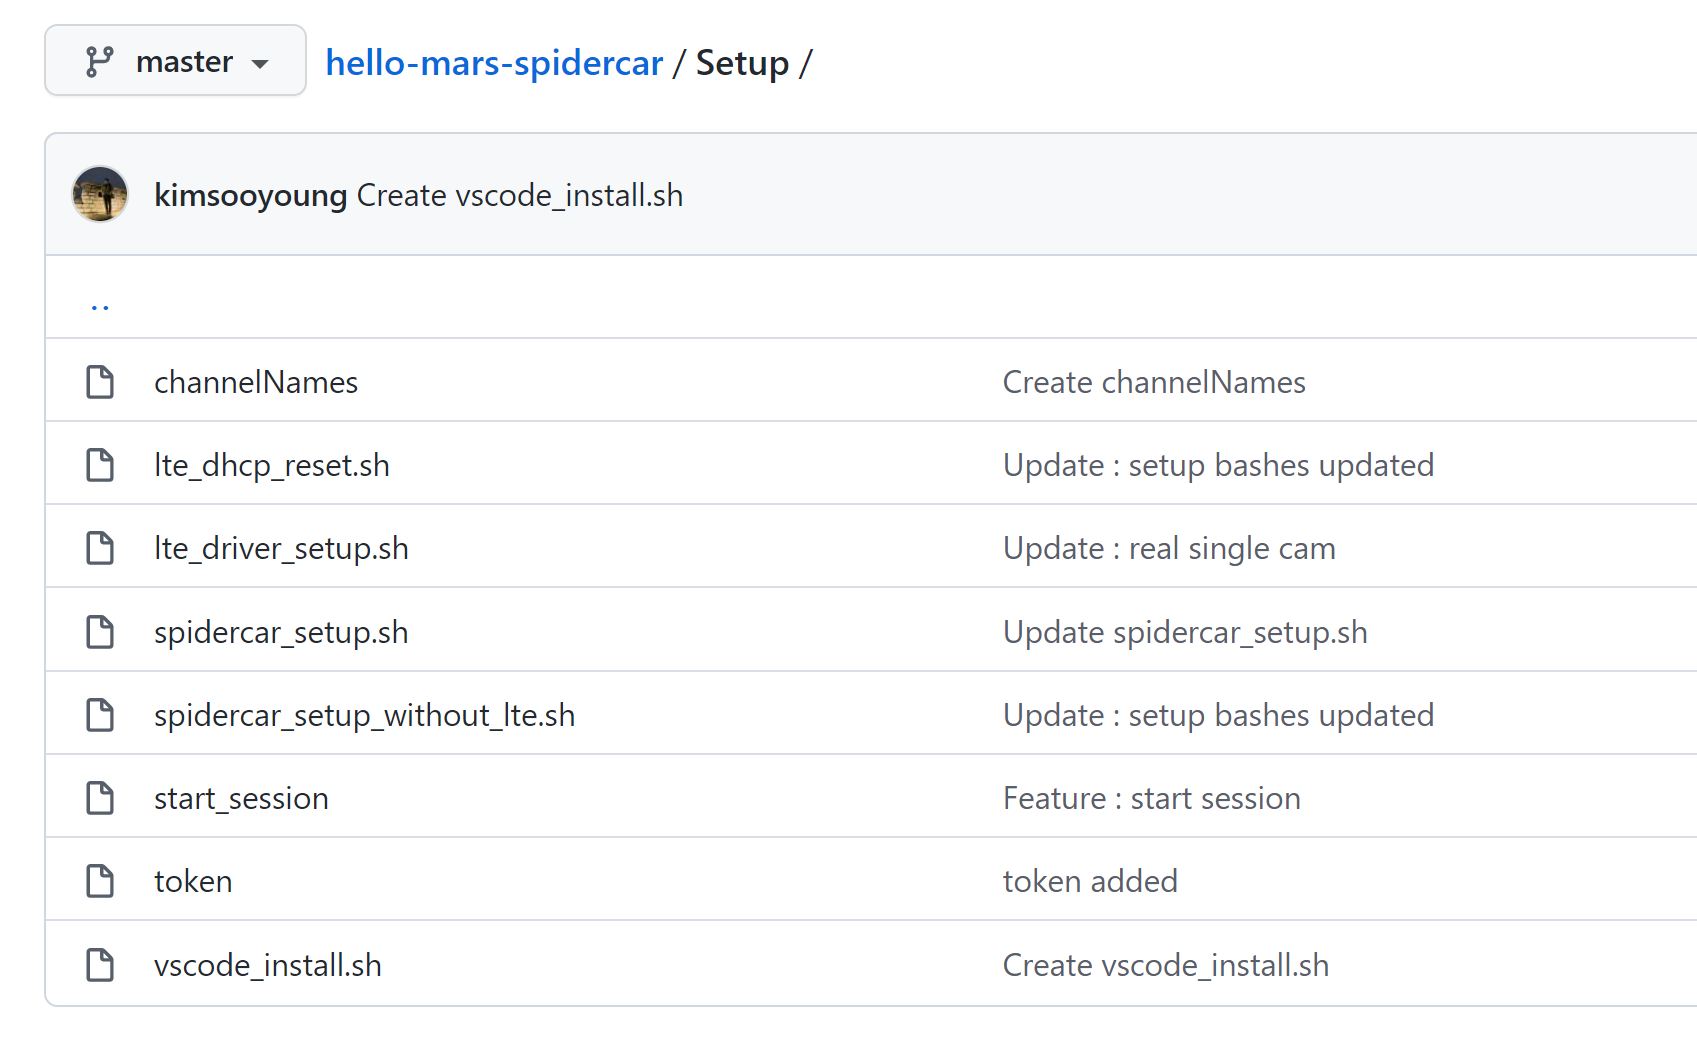 master
hello-mars-spidercar / Setup /
kimsooyoung Create vscode_install.sh
..
channelNames Create channelNames
lte_dhcp_reset.sh Update : setup bashes updated
lte_driver_setup.sh Update : real single cam
spidercar_setup.sh Update spidercar_setup.sh
spidercar_setup_without_lte.sh Update : setup bashes updated
start_session Feature : start session
token token added
vscode_install.sh Create vscode_install.sh